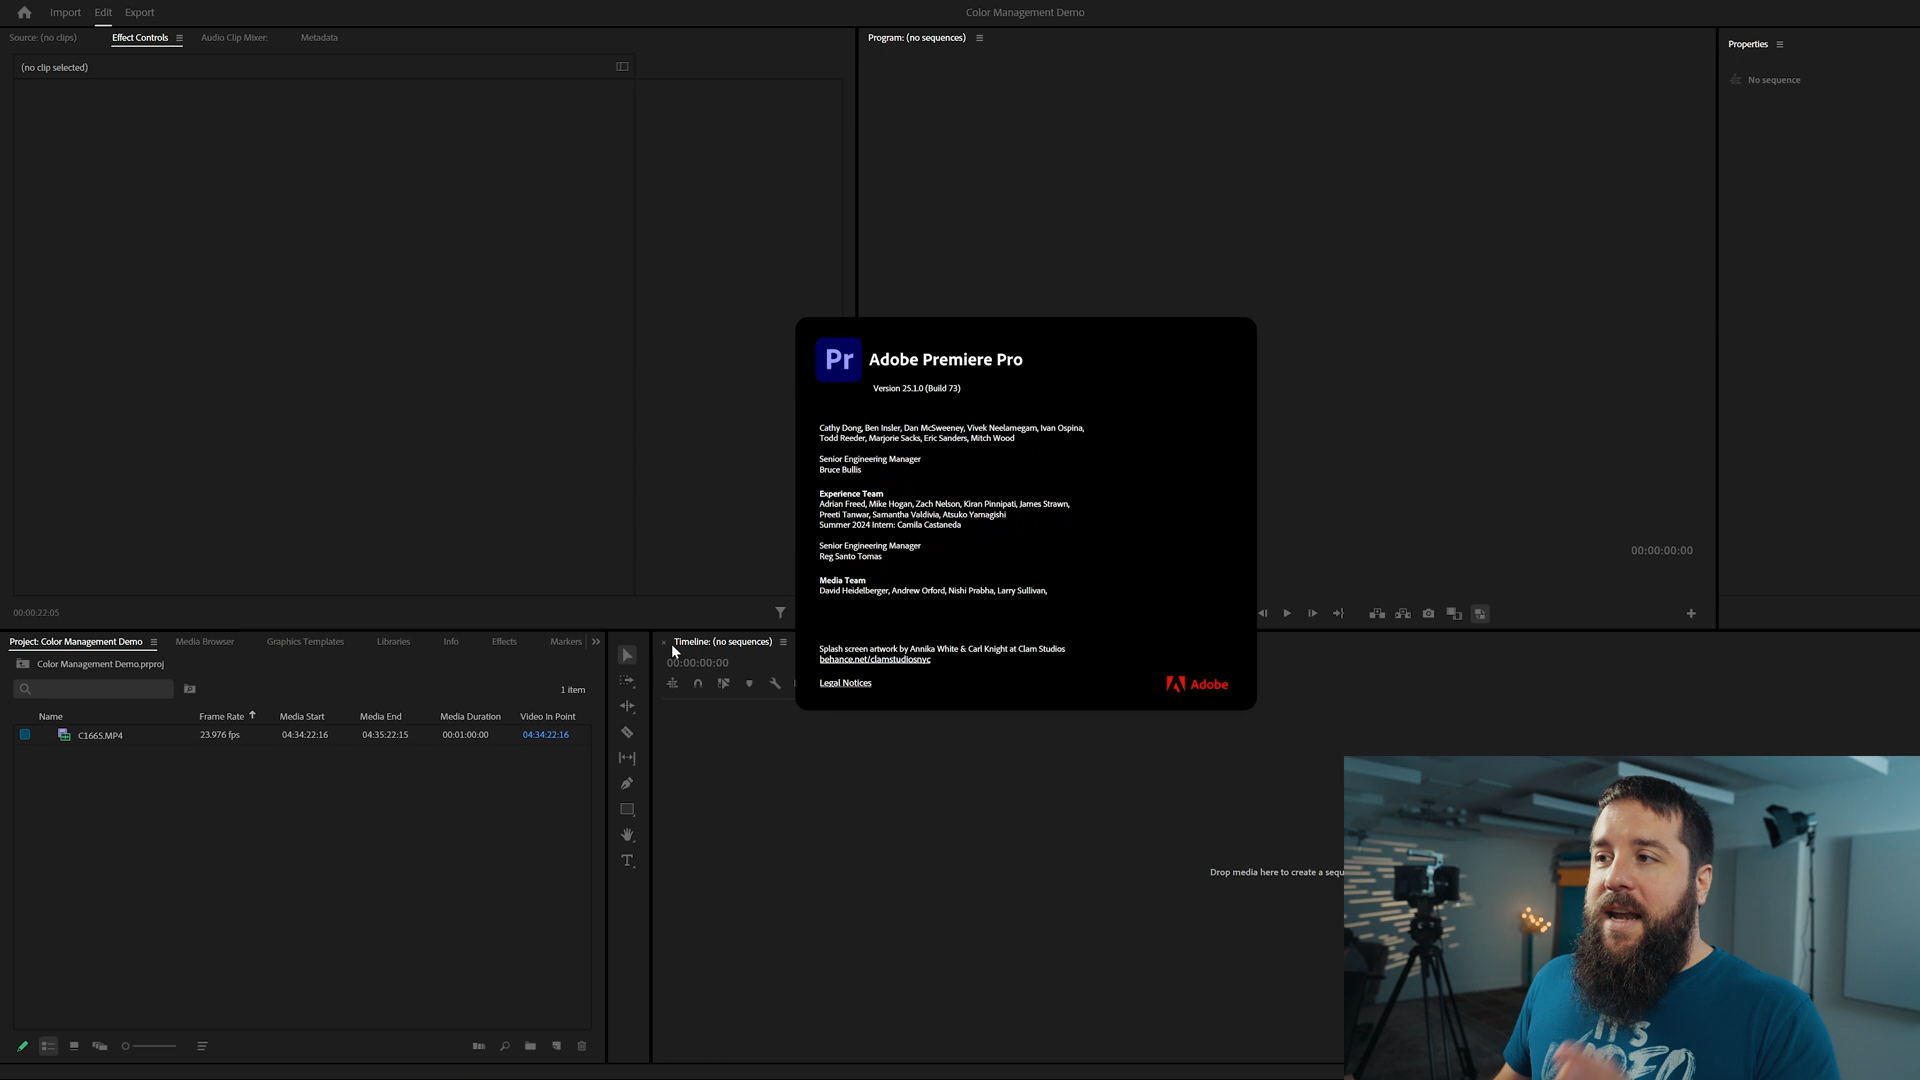 Import Edit Export
Color Management Demo
Source: (no clips) Effect Controls Audio Clip Mixer: Metadata
Program: (no sequences)
Properties
(no clip selected)
No sequence
Pr Adobe Premiere Pro
Version 25.1.0 (Build 73)
Cathy Dong, Ben Insler, Dan McSweeney, Vivek Neelamegam, Ivan Ospina,
Todd Reeder, Marjorie Sacks, Eric Sanders, Mitch Wood
Senior Engineering Manager
Bruce Bullis
Experience Team
Adrian Freed, Mike Hogan, Zach Nelson, Kiran Pinnipati, James Strawn,
Preeti Tanwar, Samantha Valdivia, Atsuko Yamagishi
Summer 2024 Intern: Camila Castaneda
Senior Engineering Manager
Reg Santo Tomas
Media Team
David Heidelberger, Andrew Orford, Nishi Prabha, Larry Sullivan,
Splash screen artwork by Annika White & Carl Knight at Clam Studios
behance.net/clamstudiosnyc
Legal Notices
Adobe
00:00:00:00
00:00:22:05
Project: Color Management Demo Media Browser Graphics Templates Libraries Info Effects Markers
Color Management Demo.prproj
1 item
Name Frame Rate Media Start Media End Media Duration Video In Point
C1665.MP4 23.976 fps 04:34:22:16 04:35:22:15 00:01:00:00 04:34:22:16
× Timeline: (no sequences)
00:00:00:00
T
Drop media here to create a sequ
IT'S